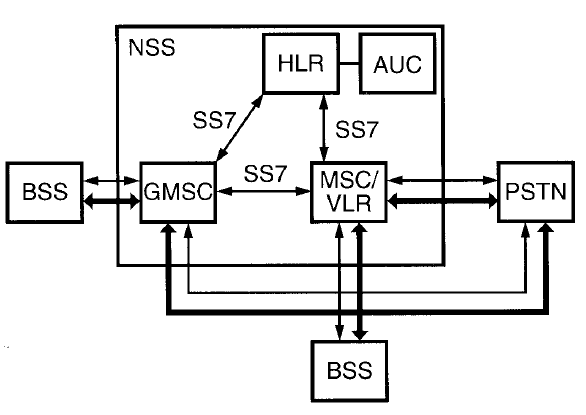 NSS
HLR
AUC
SS7
SS7
SS7
BSS
GMSC
MSC/
VLR
PSTN
BSS